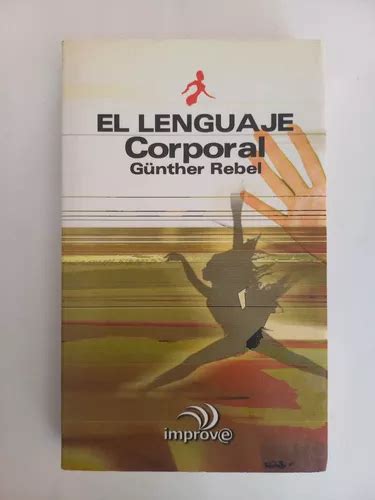 EL LENGUAJE
Corporal
Günther Rebel
improv@